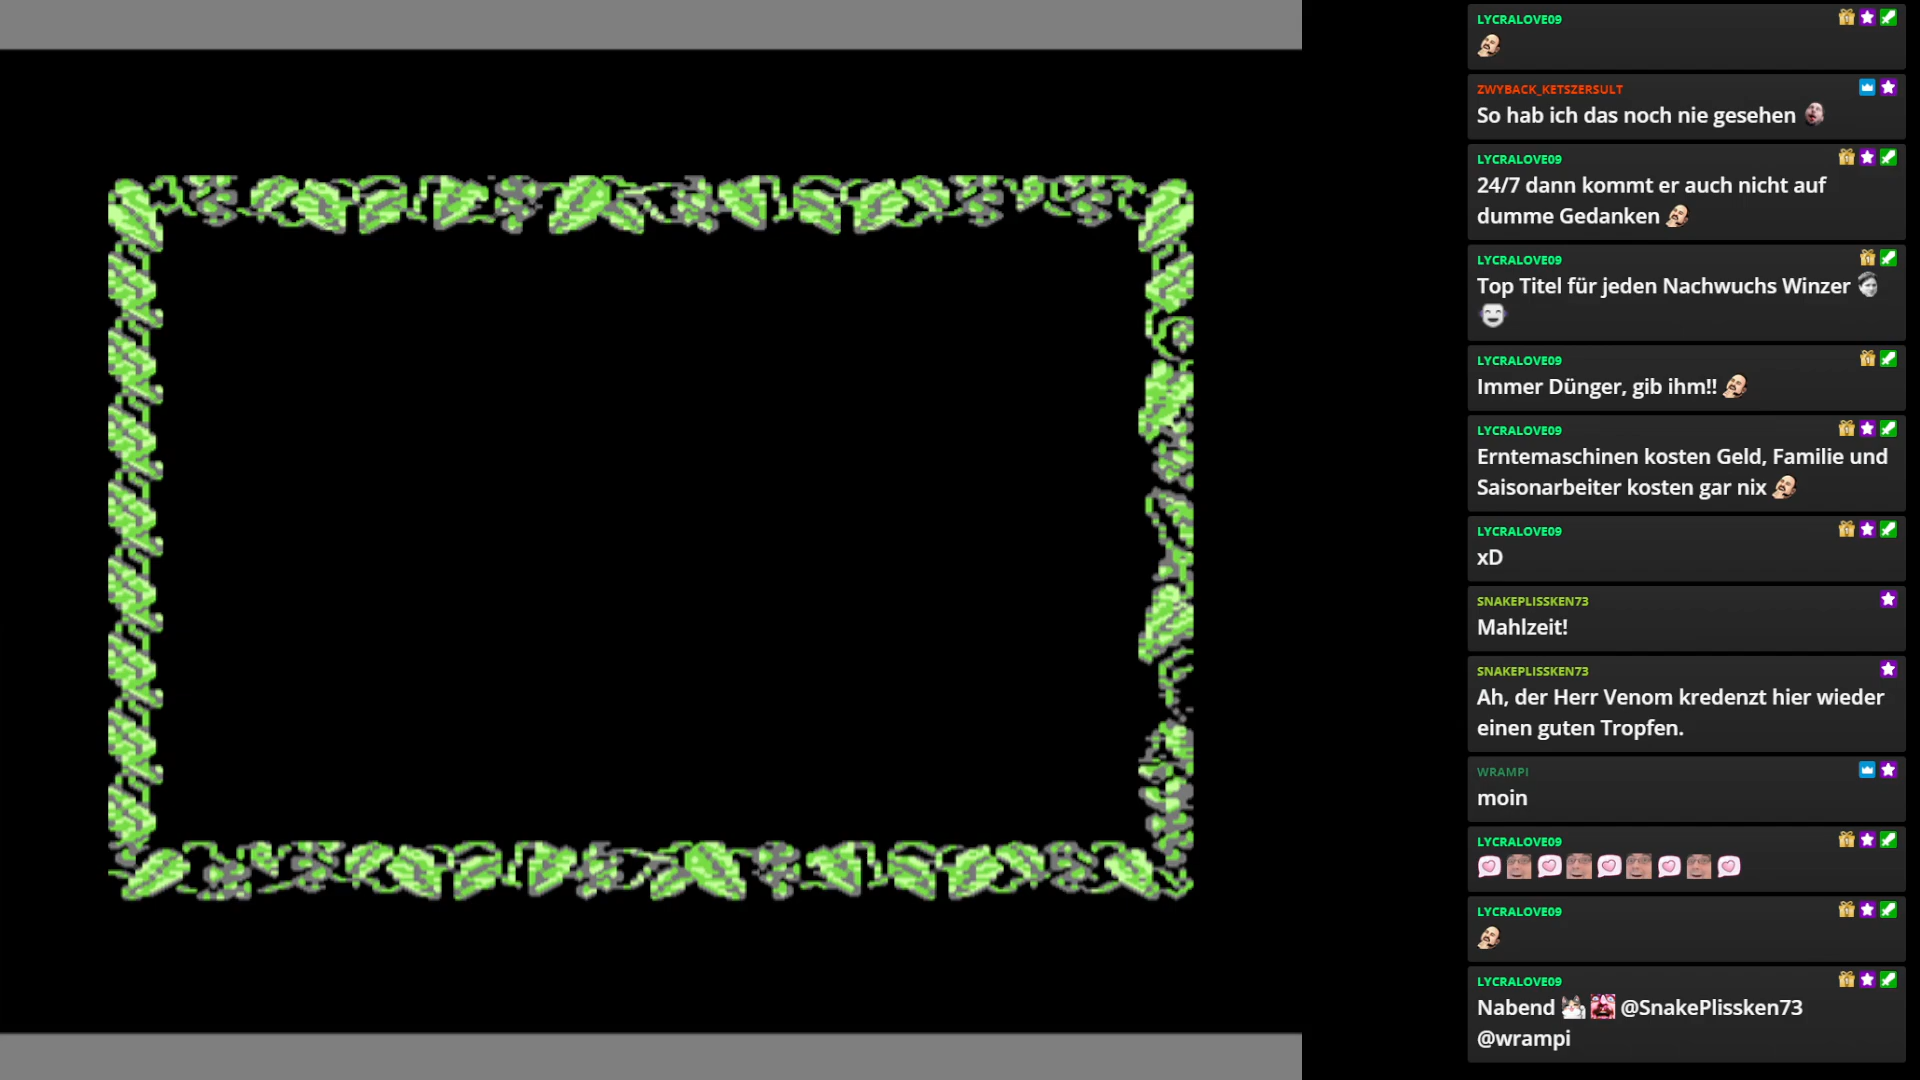 LYCRALOVE09
ZWYBACK_KETSZERSULT
So hab ich das noch nie gesehen
LYCRALOVE09
24/7 dann kommt er auch nicht auf
dumme Gedanken
LYCRALOVE09
Top Titel für jeden Nachwuchs Winzer
LYCRALOVE09
Immer Dünger, gib ihm!!
LYCRALOVE09
Erntemaschinen kosten Geld, Familie und
Saisonarbeiter kosten gar nix
LYCRALOVE09
xD
SNAKEPLISSKEN73
Mahlzeit!
SNAKEPLISSKEN73
Ah, der Herr Venom kredenzt hier wieder
einen guten Tropfen.
WRAMPI
moin
LYCRALOVE09
LYCRALOVE09
LYCRALOVE09
Nabend @SnakePlissken73
@wrampi